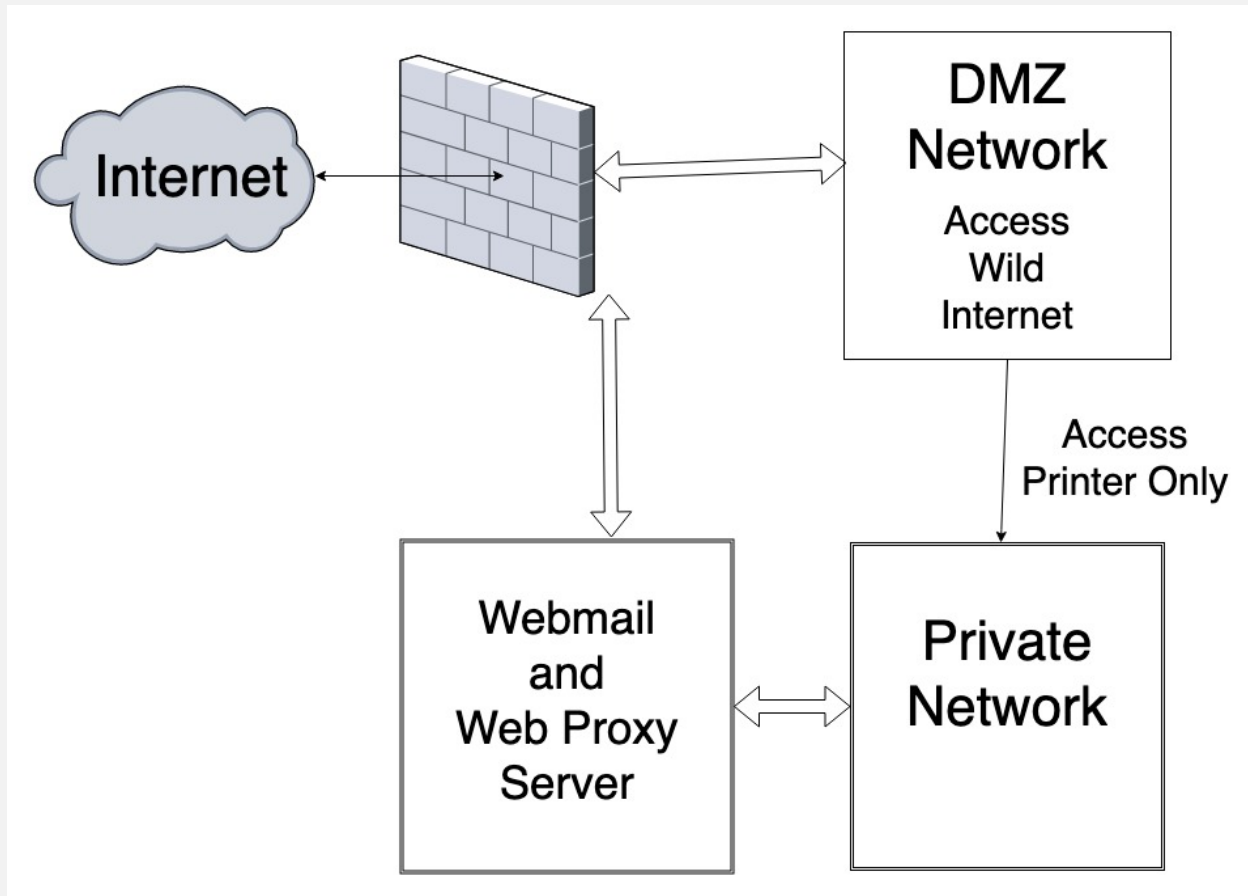 Internet
DMZ
Network
Access
Wild
Internet
Access
Printer Only
Webmail
and
Web Proxy
Server
Private
Network